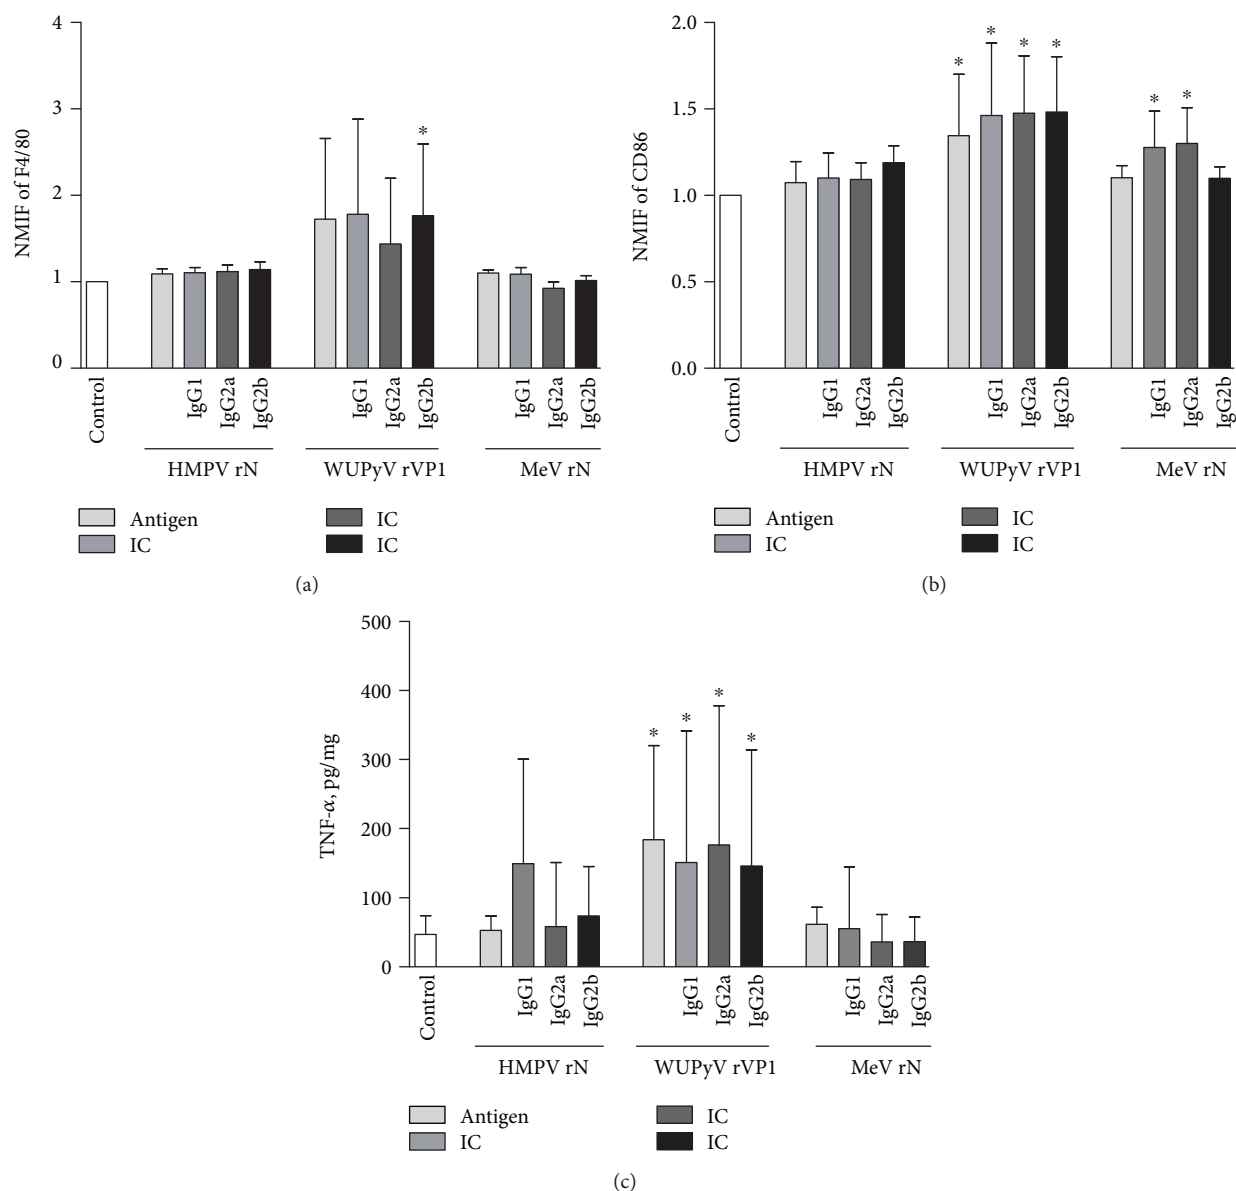 NMIF of F4/80
4
3
2
1
0
Control
IgG1
IgG2a
IgG2b
IgG1
IgG2a
IgG2b
IgG1
IgG2a
IgG2b
*
HMPV rN
WUPyV rVP1
MeV rN
Antigen
IC
IC
IC
(a)
NMIF of CD86
2.0
1.5
1.0
0.5
0.0
* * * *
* *
Control
IgG1
IgG2a
IgG2b
IgG1
IgG2a
IgG2b
IgG1
IgG2a
IgG2b
HMPV rN
WUPyV rVP1
MeV rN
Antigen
IC
IC
IC
(b)
TNF-α, pg/mg
500
400
300
200
100
0
* * * *
Control
IgG1
IgG2a
IgG2b
IgG1
IgG2a
IgG2b
IgG1
IgG2a
IgG2b
HMPV rN
WUPyV rVP1
MeV rN
Antigen
IC
IC
IC
(c)